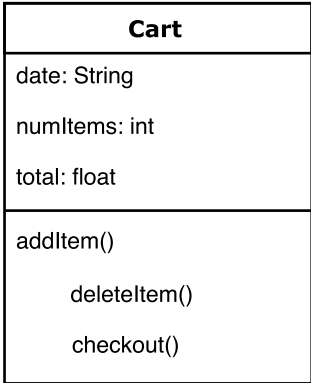 Cart
date: String
numItems: int
total: float
addItem()
deleteItem()
checkout()